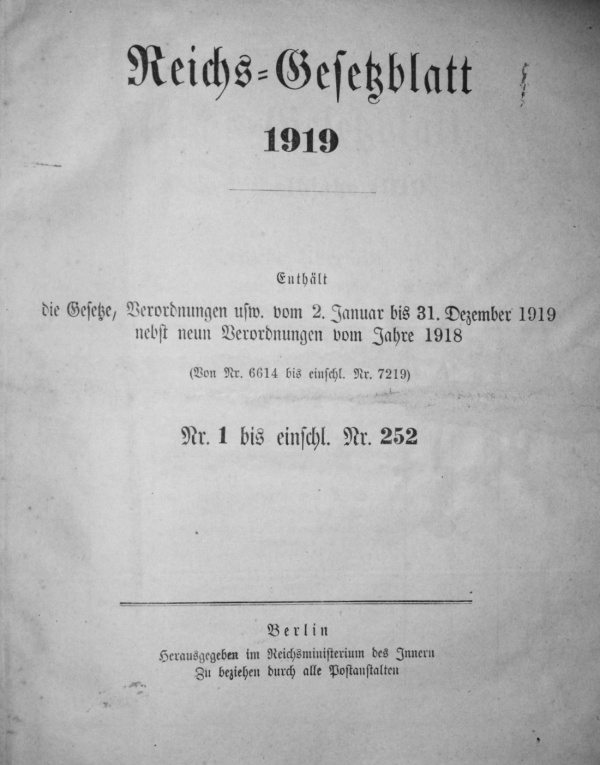 Reichs-Gesetzblatt
1919
Enthält
die Gesetze, Verordnungen usw. vom 2. Januar bis 31. Dezember 1919
nebst neun Verordnungen vom Jahre 1918
(Von Nr. 6614 bis einschl. Nr. 7219)
Nr. 1 bis einschl. Nr. 252
Berlin
Herausgegeben im Reichsministerium des Innern
Zu beziehen durch alle Postanstalten